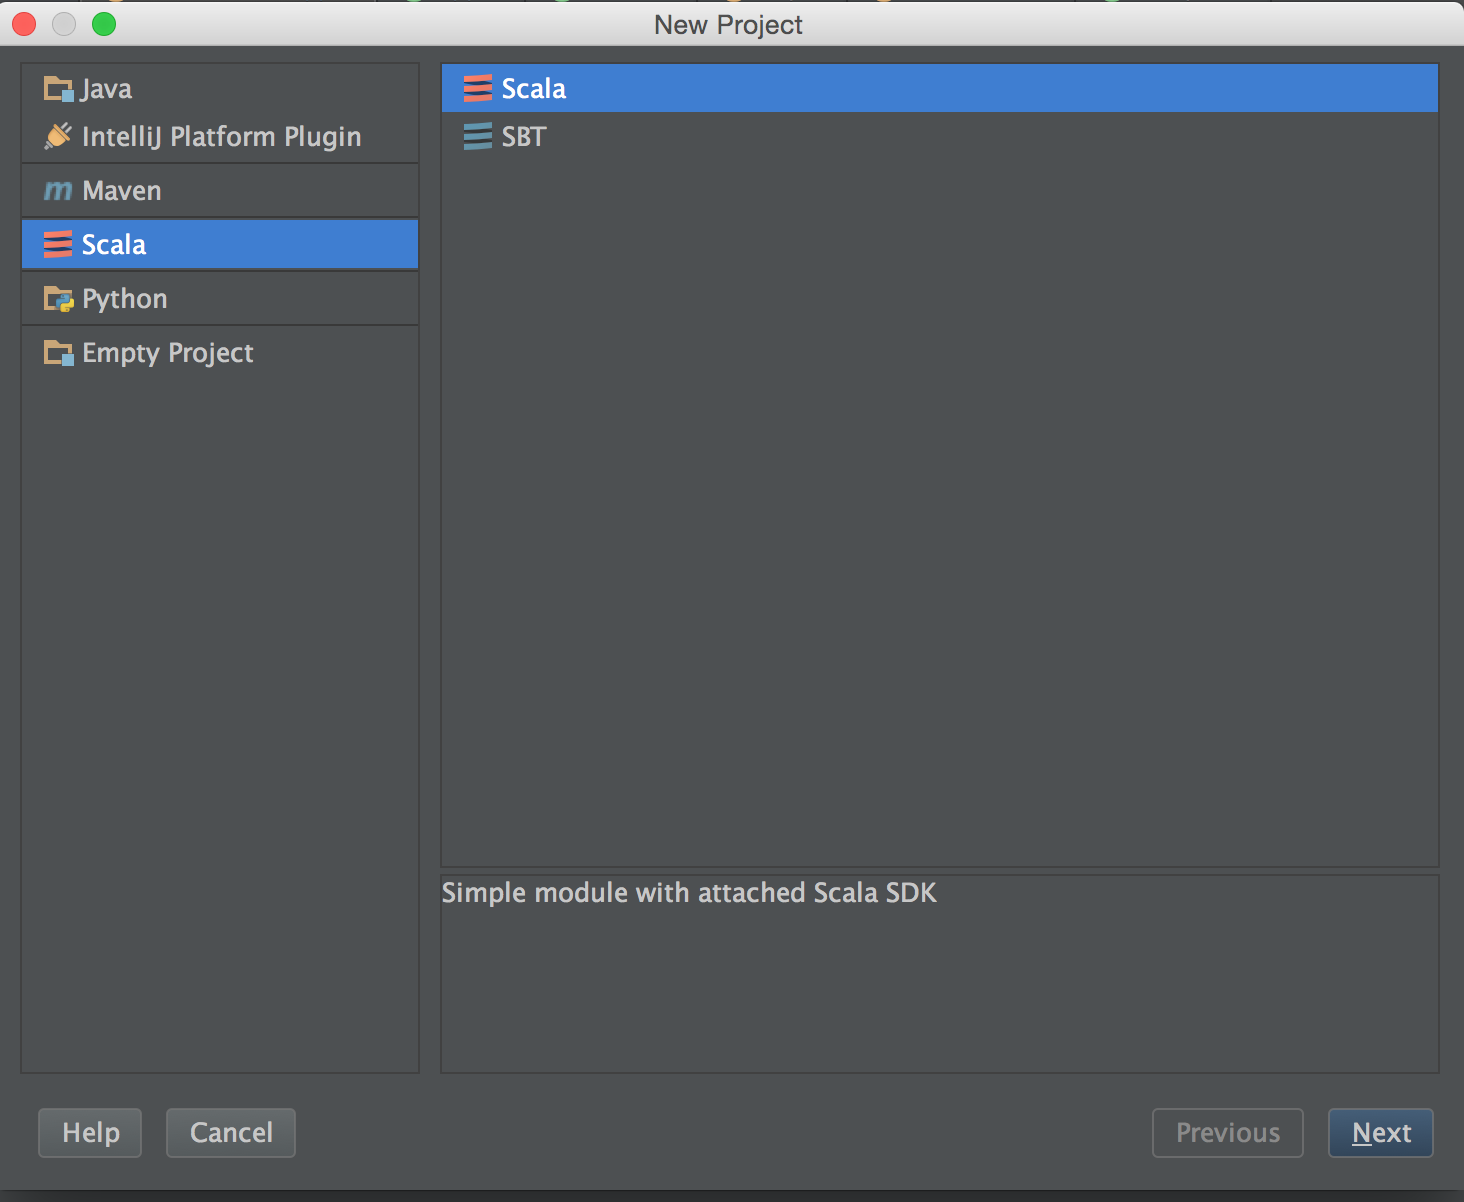 New Project
Java
IntelliJ Platform Plugin
Maven
Scala
Python
Empty Project
Scala
SBT
Simple module with attached Scala SDK
Help
Cancel
Previous
Next